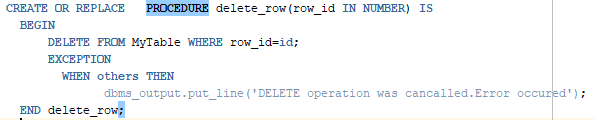 CREATE OR REPLACE PROCEDURE delete_row(row_id IN NUMBER) IS
BEGIN
DELETE FROM MyTable WHERE row_id=id;
EXCEPTION
WHEN others THEN
dbms_output.put_line('DELETE operation was cancalled.Error occured');
END delete_row;